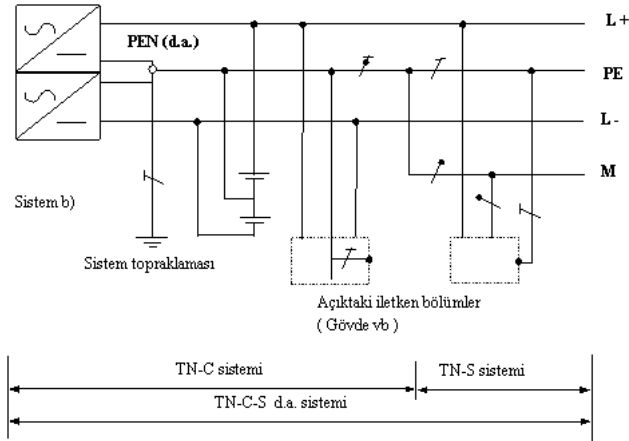 L +
PEN (d.a.)
PE
L -
M
Sistem b)
Sistem topraklaması
Açıktaki iletken bölümler
( Gövde vb )
TN-C sistemi
TN-S sistemi
TN-C-S d.a. sistemi